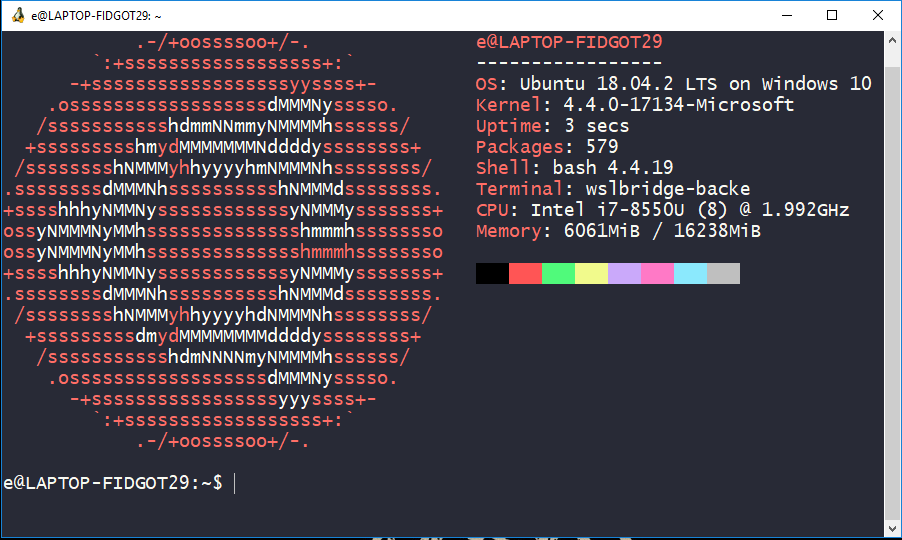 e@LAPTOP-FIDGOT29: ~
            .-/+oossssoo+/-.               e@LAPTOP-FIDGOT29
        `:+ssssssssssssssssss+:`           -----------------
      -+ssssssssssssssssssyyssss+-         OS: Ubuntu 18.04.2 LTS on Windows 10
    .ossssssssssssssssssdMMMNysssso.       Kernel: 4.4.0-17134-Microsoft
   /ssssssssssshdmmNNmmyNMMMMhssssss/      Uptime: 3 secs
  +ssssssssshmydMMMMMMMNddddyssssssss+     Packages: 579
 /sssssssshNMMMyhhyyyyhmNMMMNhssssssss/    Shell: bash 4.4.19
.ssssssssdMMMNhsssssssssshNMMMdssssssss.   Terminal: wslbridge-backe
+sssshhhyNMMNyssssssssssssyNMMMysssssss+   CPU: Intel i7-8550U (8) @ 1.992GHz
ossyNMMMNyMMhsssssssssssssshmmmhssssssso   Memory: 6061MiB / 16238MiB
ossyNMMMNyMMhsssssssssssssshmmmhssssssso
+sssshhhyNMMNyssssssssssssyNMMMysssssss+
.ssssssssdMMMNhsssssssssshNMMMdssssssss.
 /sssssssshNMMMyhhyyyyhdNMMMNhssssssss/
  +sssssssssdmydMMMMMMMMddddyssssssss+
   /ssssssssssshdmNNNNmyNMMMMhssssss/
    .ossssssssssssssssssdMMMNysssso.
      -+sssssssssssssssssyyyssss+-
        `:+ssssssssssssssssss+:`
            .-/+oossssoo+/-.
e@LAPTOP-FIDGOT29:~$